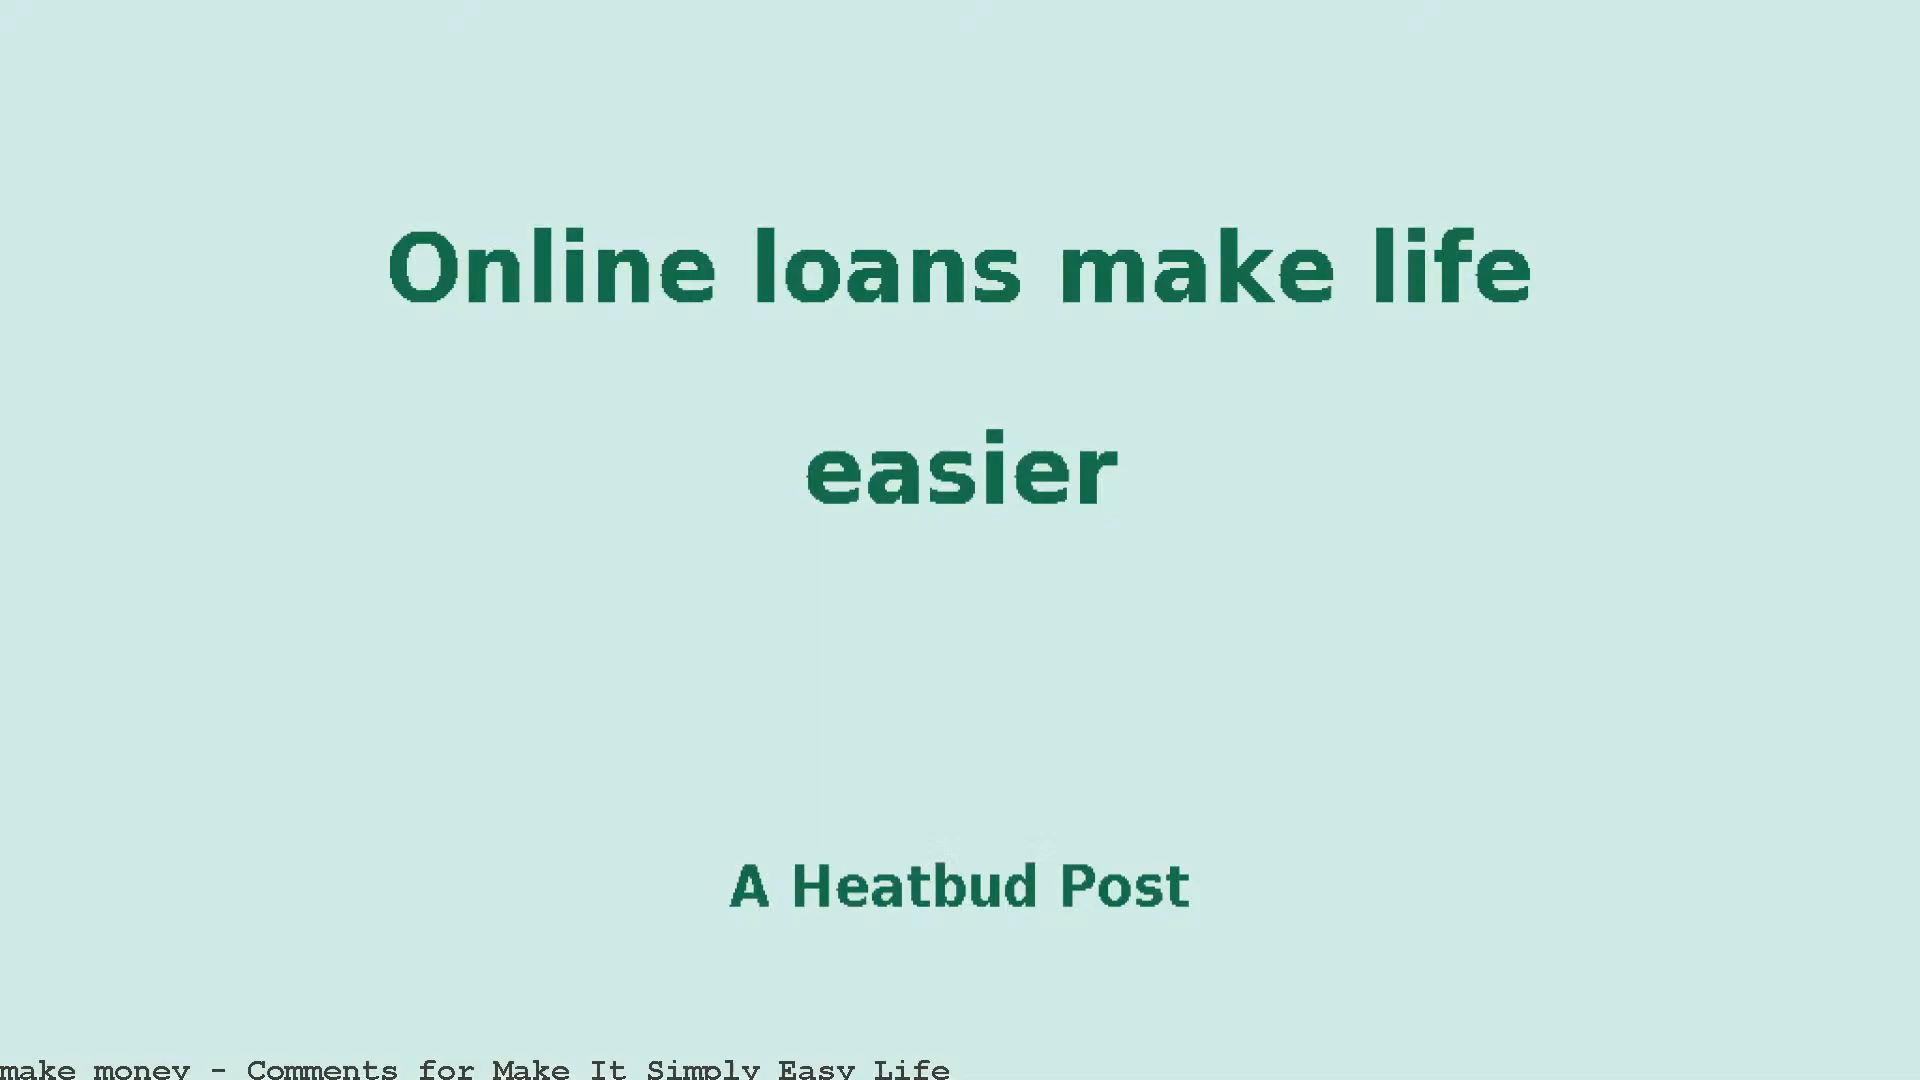 Online loans make life
easier
A Heatbud Post
make money - Comments for Make It Simply Easy Life